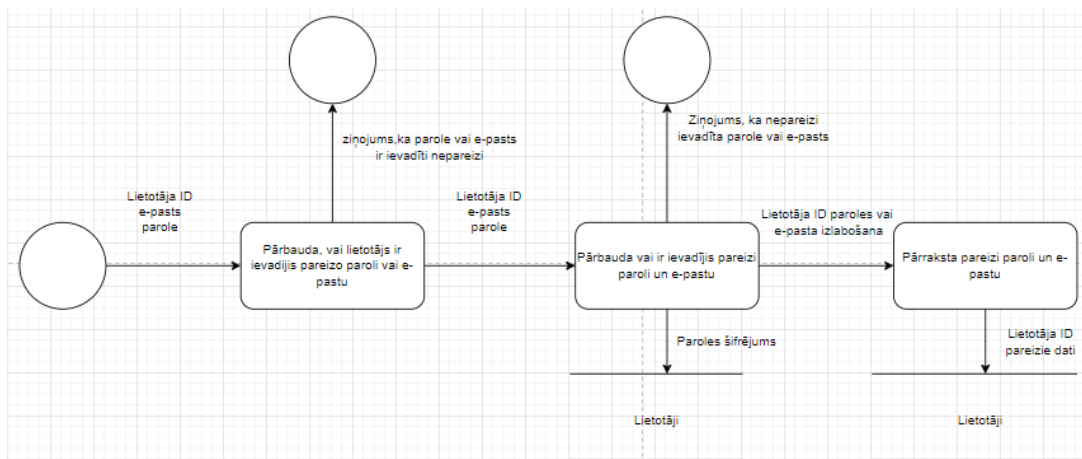 ziņojums,ka parole vai e-pasts
ir ievadīti nepareizi
Ziņojums, ka nepareizi
ievadīta parole vai e-pasts
Lietotāja ID
e-pasts
parole
Lietotāja ID
e-pasts
parole
Lietotāja ID paroles vai
e-pasta izlabošana
Pārbauda, vai lietotājs ir
ievadijis pareizo paroli vai e-
pastu
Pārbauda vai ir ievadījis pareizi
paroli un e-pastu
Pārraksta pareizi paroli un e-
pastu
Paroles šifrējums
Lietotāja ID
pareizie dati
Lietotāji
Lietotāji